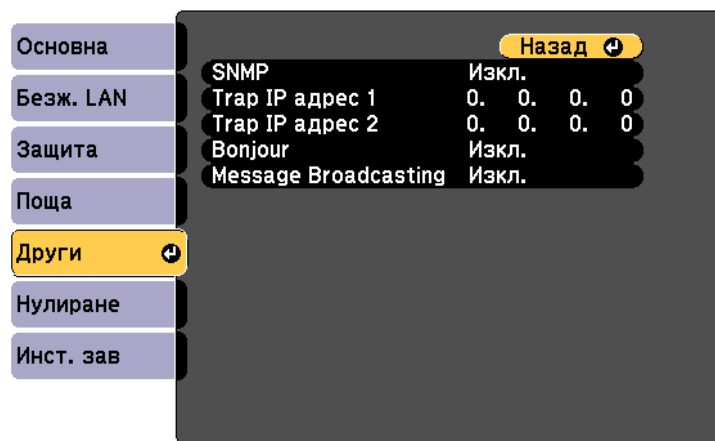 Основна
Безж. LAN
Защита
Поща
Други
Нулиране
Инст. зав
Назад
SNMP Изкл.
Trap IP адрес 1 0. 0. 0. 0
Trap IP адрес 2 0. 0. 0. 0
Bonjour Изкл.
Message Broadcasting Изкл.